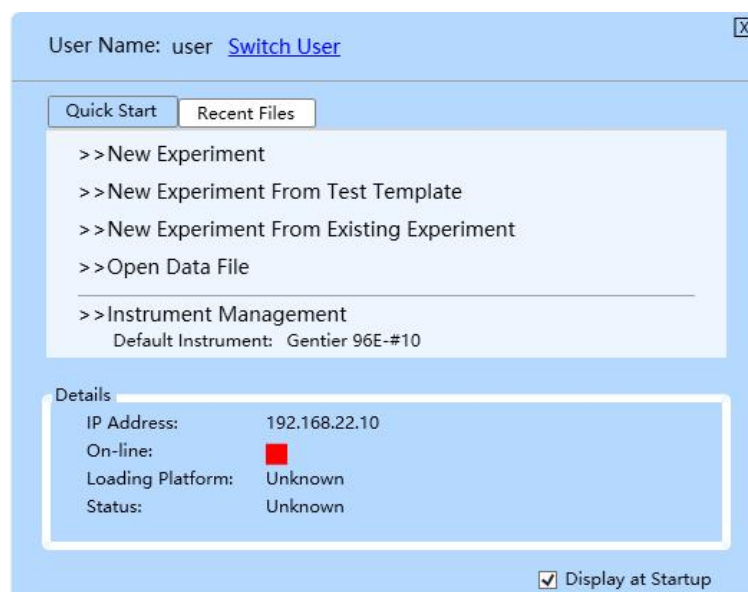 User Name: user Switch User
X
Quick Start Recent Files
>>New Experiment
>>New Experiment From Test Template
>>New Experiment From Existing Experiment
>>Open Data File
>>Instrument Management
Default Instrument: Gentier 96E-#10
Details
IP Address: 192.168.22.10
On-line:
Loading Platform: Unknown
Status: Unknown
Display at Startup